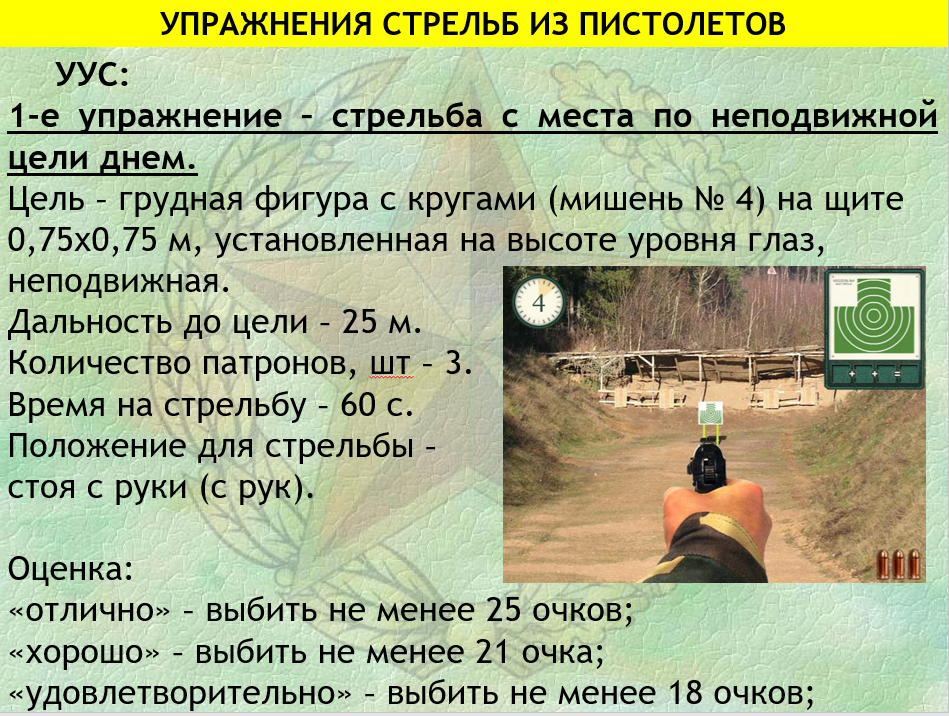 УПРАЖНЕНИЯ СТРЕЛЬБ ИЗ ПИСТОЛЕТОВ
УУС:
1-е упражнение – стрельба с места по неподвижной
цели днем.
Цель – грудная фигура с кругами (мишень № 4) на щите
0,75х0,75 м, установленная на высоте уровня глаз,
неподвижная.
Дальность до цели – 25 м.
Количество патронов, шт – 3.
Время на стрельбу – 60 с.
Положение для стрельбы –
стоя с руки (с рук).
4
+ + =
Оценка:
«отлично» – выбить не менее 25 очков;
«хорошо» – выбить не менее 21 очка;
«удовлетворительно» – выбить не менее 18 очков;